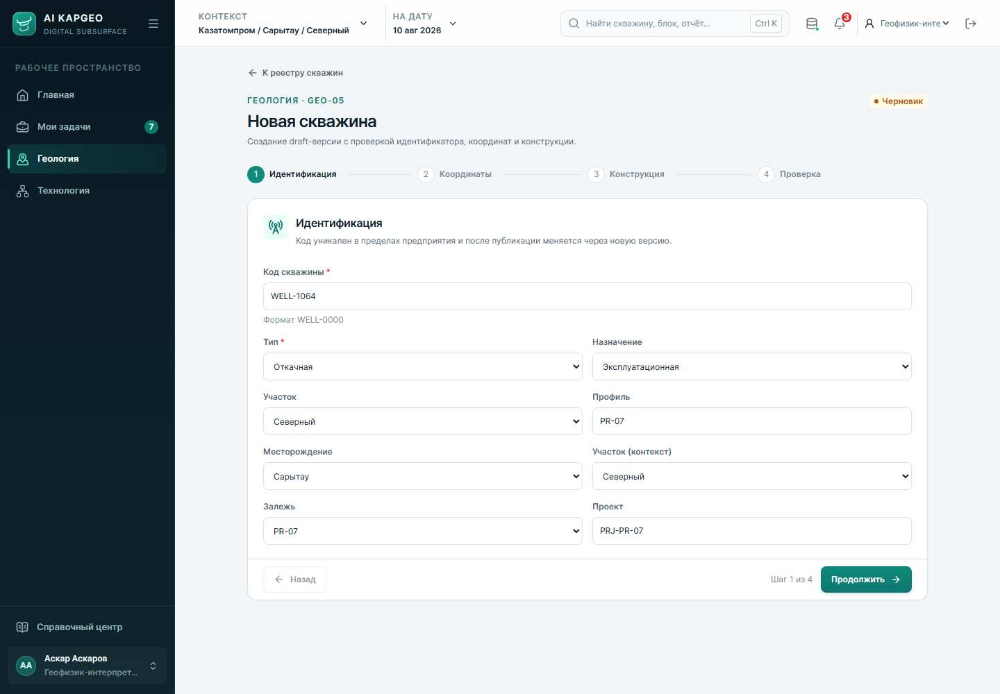 AI KAPGEO
DIGITAL SUBSURFACE
КОНТЕКСТ
Казатомпром / Сарытау / Северный
НА ДАТУ
10 авг 2026
Найти скважину, блок, отчёт...
Ctrl K
3
Геофизик-инте
РАБОЧЕЕ ПРОСТРАНСТВО
Главная
Мои задачи
7
Геология
Технология
К реестру скважин
ГЕОЛОГИЯ · GEO-05
Черновик
Новая скважина
Создание draft-версии с проверкой идентификатора, координат и конструкции.
1 Идентификация
2 Координаты
3 Конструкция
4 Проверка
Идентификация
Код уникален в пределах предприятия и после публикации меняется через новую версию.
Код скважины *
WELL-1064
Формат WELL-0000
Тип *
Назначение
Откачная
Эксплуатационная
Участок
Профиль
Северный
PR-07
Месторождение
Участок (контекст)
Сарытау
Северный
Залежь
Проект
PR-07
PRJ-PR-07
Назад
Шаг 1 из 4
Продолжить
Справочный центр
AA
Аскар Аскаров
Геофизик-интерпрет...